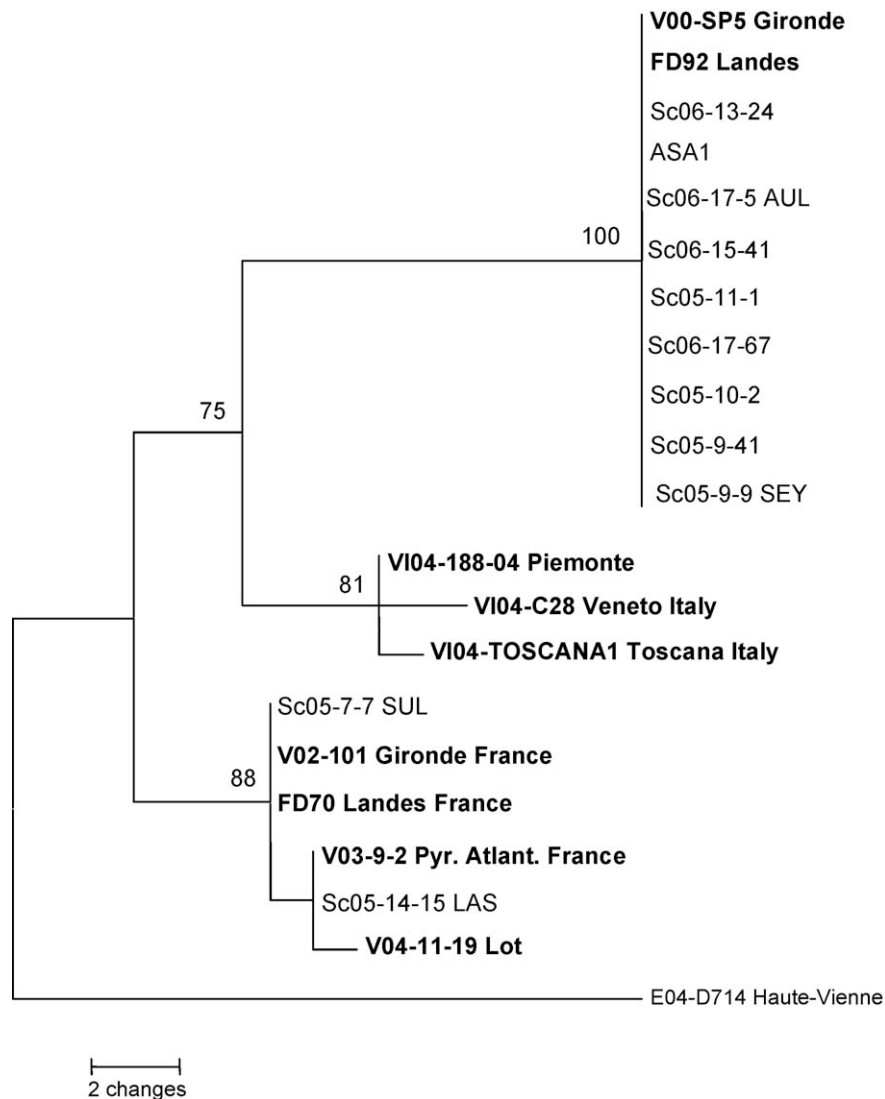 V00-SP5 Gironde
FD92 Landes
Sc06-13-24
ASA1
Sc06-17-5 AUL
100
Sc06-15-41
Sc05-11-1
Sc06-17-67
Sc05-10-2
75
Sc05-9-41
Sc05-9-9 SEY
VI04-188-04 Piemonte
81
VI04-C28 Veneto Italy
VI04-TOSCANA1 Toscana Italy
Sc05-7-7 SUL
V02-101 Gironde France
88
FD70 Landes France
V03-9-2 Pyr. Atlant. France
Sc05-14-15 LAS
V04-11-19 Lot
E04-D714 Haute-Vienne
2 changes